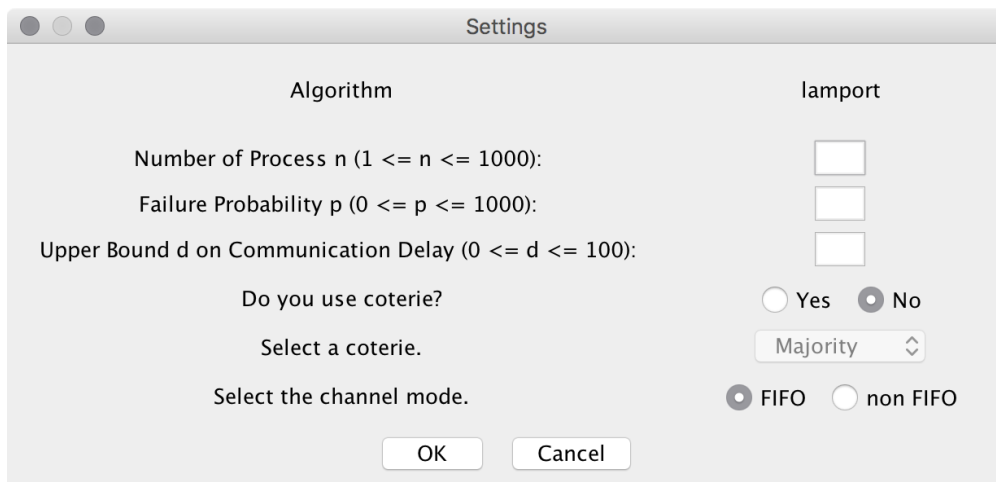 Settings
Algorithm lamport
Number of Process n (1 <= n <= 1000):
Failure Probability p (0 <= p <= 1000):
Upper Bound d on Communication Delay (0 <= d <= 100):
Do you use coterie? Yes No
Select a coterie. Majority
Select the channel mode. FIFO non FIFO
OK Cancel